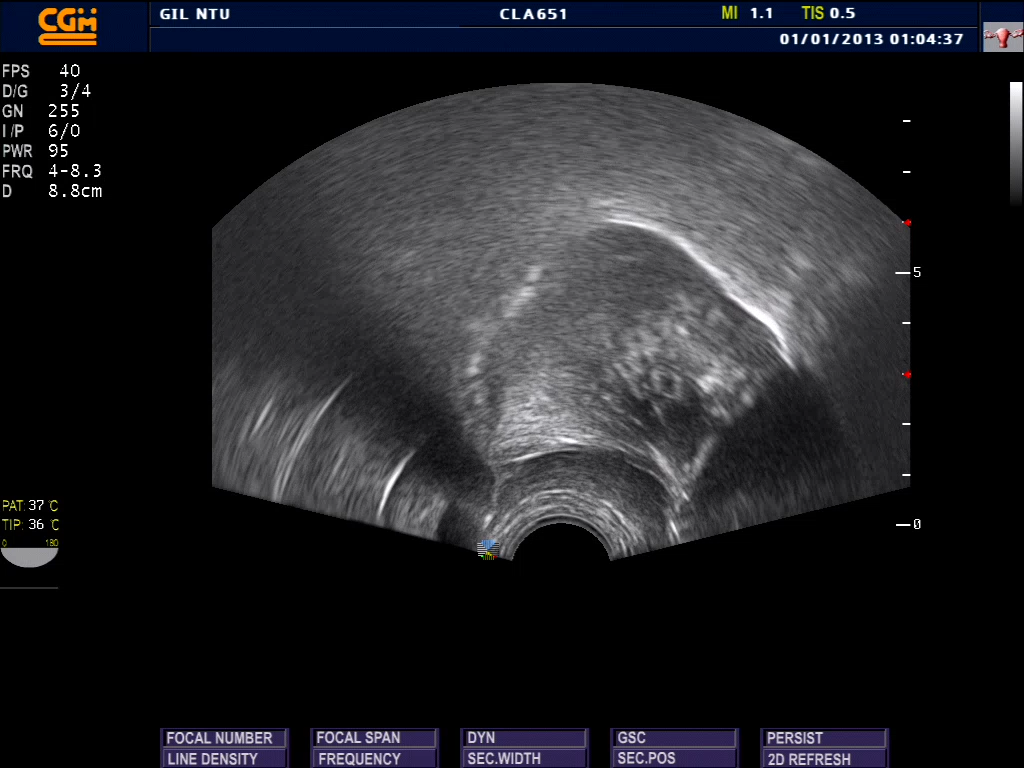 CGM
GIL NTU CLA651 MI 1.1 TIS 0.5
01/01/2013 01:04:37
FPS 40
D/G 3/4
GN 255
I/P 6/0
PWR 95
FRQ 4-8.3
D 8.8cm
5
PAT: 37 °C
TIP: 36 °C
0 180
0
FOCAL NUMBER FOCAL SPAN DYN GSC PERSIST
LINE DENSITY FREQUENCY SEC.WIDTH SEC.POS 2D REFRESH